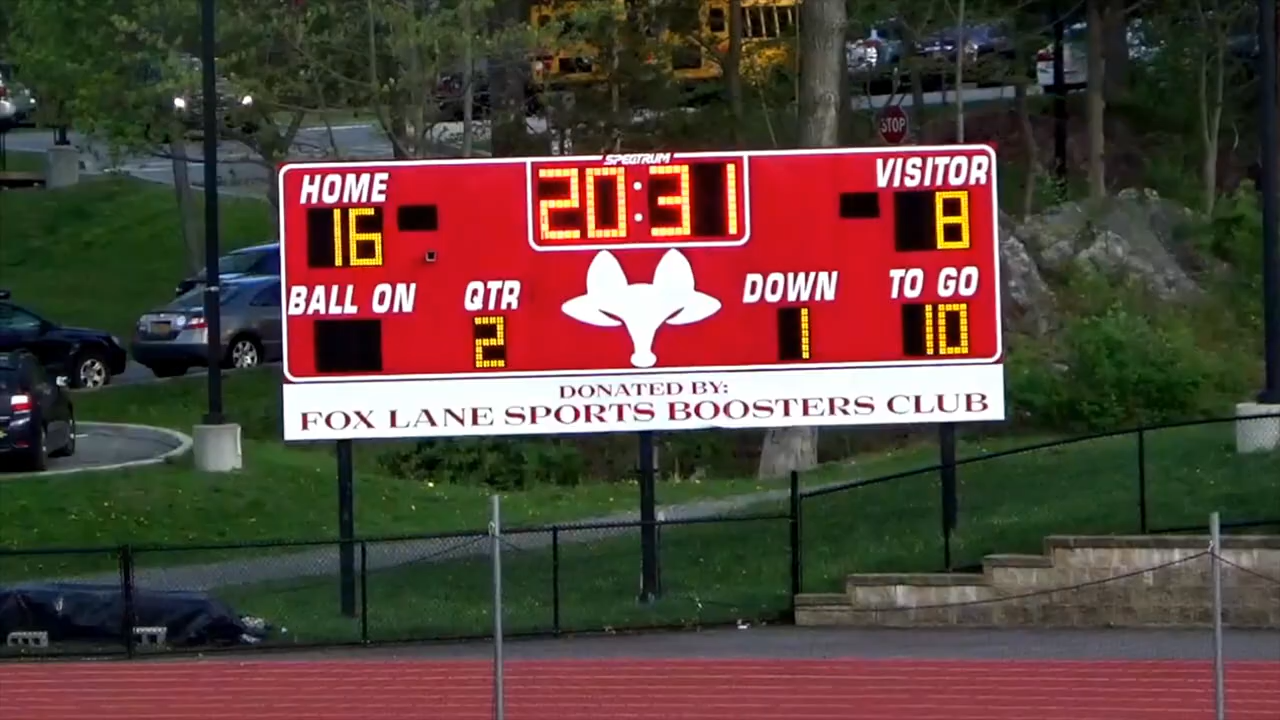 SPECTRUM
HOME 20:31 VISITOR
16 8
BALL ON QTR DOWN TO GO
2 1 10
DONATED BY:
FOX LANE SPORTS BOOSTERS CLUB
STOP